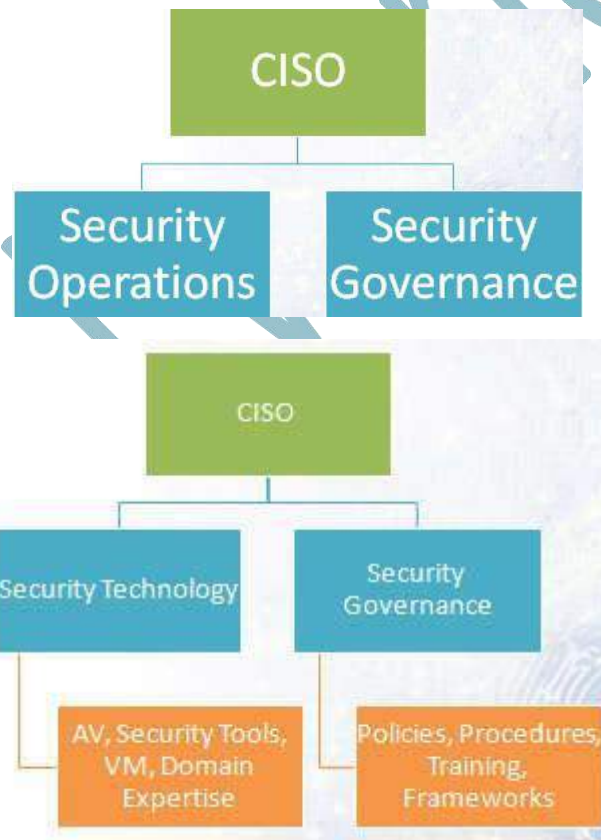 CISO
Security
Operations
Security
Governance
CISO
Security Technology
Security
Governance
AV, Security Tools,
VM, Domain
Expertise
Policies, Procedures,
Training,
Frameworks